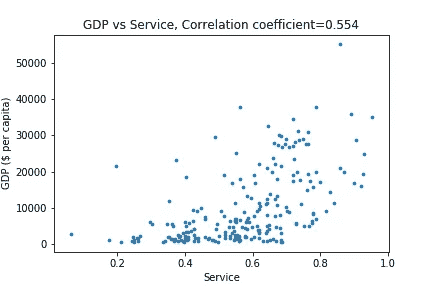 GDP vs Service, Correlation coefficient=0.554
GDP ($ per capita)
50000
40000
30000
20000
10000
0
0.2 0.4 0.6 0.8 1.0
Service